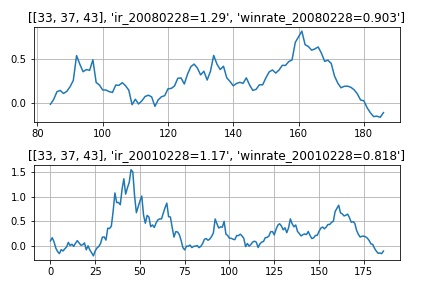 [[33, 37, 43], 'ir_20080228=1.29', 'winrate_20080228=0.903']
0.5
0.0
80 100 120 140 160 180
[[33, 37, 43], 'ir_20010228=1.17', 'winrate_20010228=0.818']
1.5
1.0
0.5
0.0
0 25 50 75 100 125 150 175